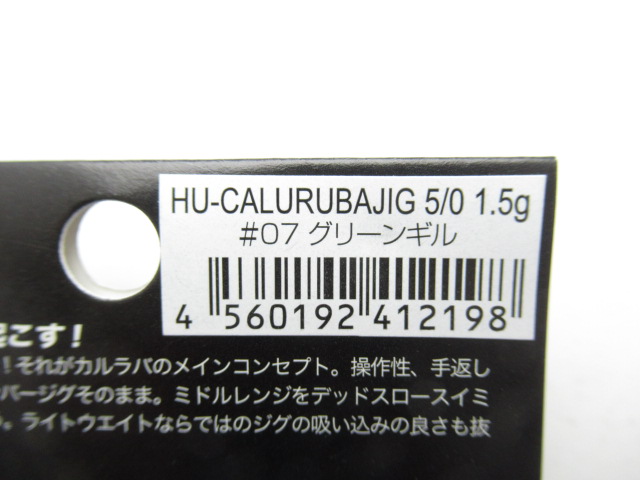 HU-CALURUBAJIG 5/0 1.5g
#07 グリーンギル
4 560192 412198
こす!
!それがカルラバのメインコンセプト。操作性、手返し
バージグそのまま。ミドルレンジをデッドスロースイミ
。ライトウエイトならではのジグの吸い込みの良さも抜